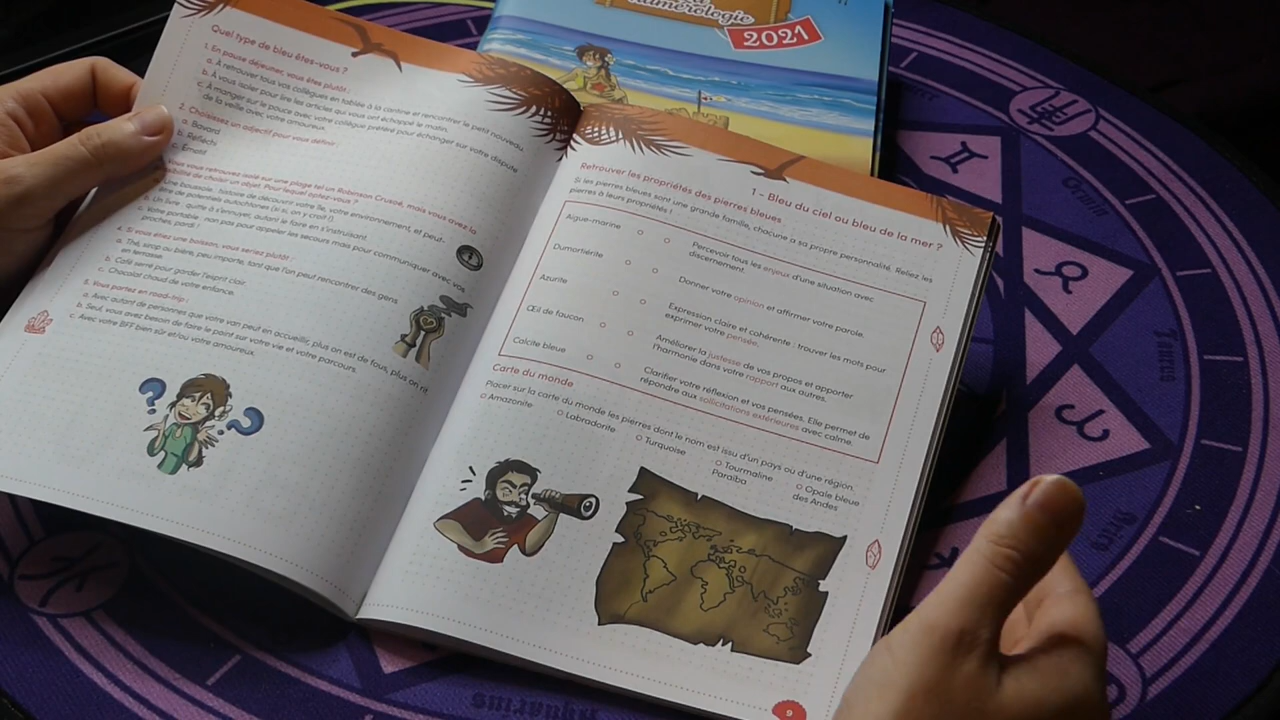 numérologie
2021
Quel type de bleu êtes-vous ?
1. En pause déjeuner, vous êtes plutôt :
a. À retrouver tous vos collègues en tablée à la cantine et rencontrer le petit nouveau.
b. À vous isoler pour lire les articles qui vous ont échappé le matin.
c. À manger sur le pouce avec votre collègue préféré pour échanger sur votre dispute
de la veille avec votre amoureux.
2. Choisissez un adjectif pour vous définir :
a. Bavard
b. Réfléchi
c. Émotif
vous vous retrouvez isolé sur une plage tel un Robinson Crusoé, mais vous avez la
de choisir un objet. Pour lequel optez-vous ?
boussole : histoire de découvrir votre île, votre environnement, et peut-
être de potentiels autochtones (si si, on y croit !)
Un livre : quitte à s'ennuyer, autant le faire en s'instruisant
votre portable : non pas pour appeler les secours mais pour communiquer avec vos
proches, pardi !
4. Si vous étiez une boisson, vous seriez plutôt :
a. Thé, sirop ou bière, peu importe, tant que l'on peut rencontrer des gens
en terrasse.
b. Café serré pour garder l'esprit clair.
c. Chocolat chaud de votre enfance.
5. Vous partez en road-trip :
a. Avec autant de personnes que votre van peut en accueillir, plus on est de fous, plus on rit
b. Seul, vous avez besoin de faire le point sur votre vie et votre parcours.
c. Avec votre BFF bien sûr et/ou votre amoureux.
1 - Bleu du ciel ou bleu de la mer ?
Retrouver les propriétés des pierres bleues
Si les pierres bleues sont une grande famille, chacune a sa propre personnalité. Reliez les
pierres à leurs propriétés !
Aigue-marine
Percevoir tous les enjeux d'une situation avec
discernement.
Dumortiérite
Donner votre opinion et affirmer votre parole.
Azurite
Expression claire et cohérente : trouver les mots pour
exprimer votre pensée.
Œil de faucon
Améliorer la justesse de vos propos et apporter
l'harmonie dans votre rapport aux autres.
Calcite bleue
Clarifier votre réflexion et vos pensées. Elle permet de
répondre aux sollicitations extérieures avec calme.
Carte du monde
Placer sur la carte du monde les pierres dont le nom est issu d'un pays ou d'une région.
Amazonite
Labradorite
Turquoise
Tourmaline
Paraiba
Opale bleue
des Andes
9
Gemini
Taurus
Aries